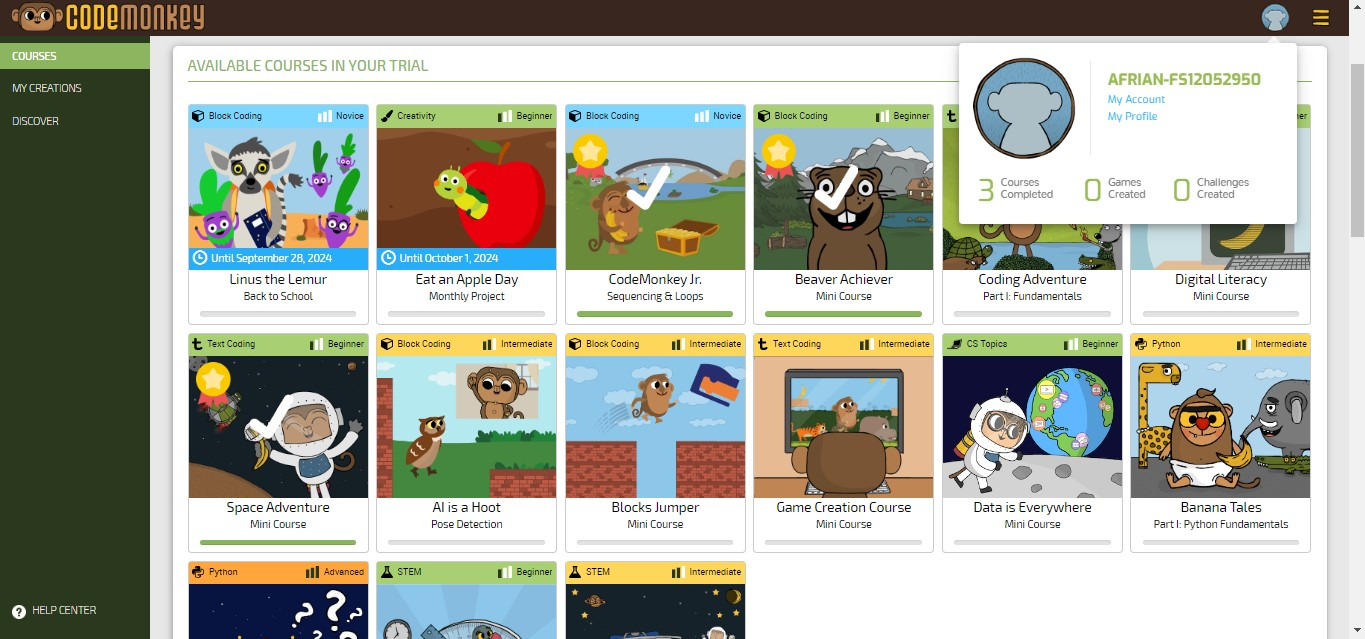 CODEMONKEY
COURSES
MY CREATIONS
DISCOVER
HELP CENTER
AVAILABLE COURSES IN YOUR TRIAL
AFRIAN-FS12052950
My Account
My Profile
3 Courses Completed
0 Games Created
0 Challenges Created
Block Coding Novice
Until September 28, 2024
Linus the Lemur
Back to School
Creativity Beginner
Until October 1, 2024
Eat an Apple Day
Monthly Project
Block Coding Novice
CodeMonkey Jr.
Sequencing & Loops
Block Coding Beginner
Beaver Achiever
Mini Course
Coding Adventure
Part I: Fundamentals
Digital Literacy
Mini Course
Text Coding Beginner
Space Adventure
Mini Course
Block Coding Intermediate
AI is a Hoot
Pose Detection
Block Coding Intermediate
Blocks Jumper
Mini Course
Text Coding Intermediate
Game Creation Course
Mini Course
CS Topics Beginner
Data is Everywhere
Mini Course
Python Intermediate
Banana Tales
Part I: Python Fundamentals
Python Advanced
? ? ?
STEM Beginner
STEM Intermediate